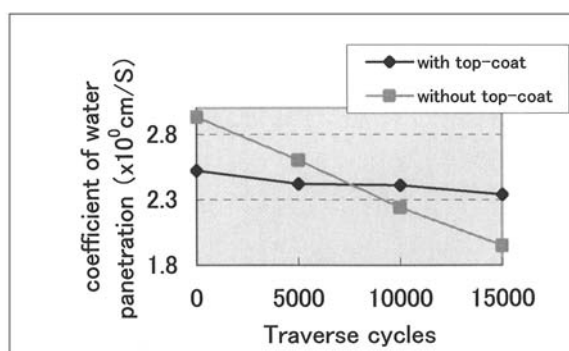 with top-coat
without top-coat
coefficient of water
panetration (x10⁰cm/S)
2.8
2.3
1.8
0 5000 10000 15000
Traverse cycles